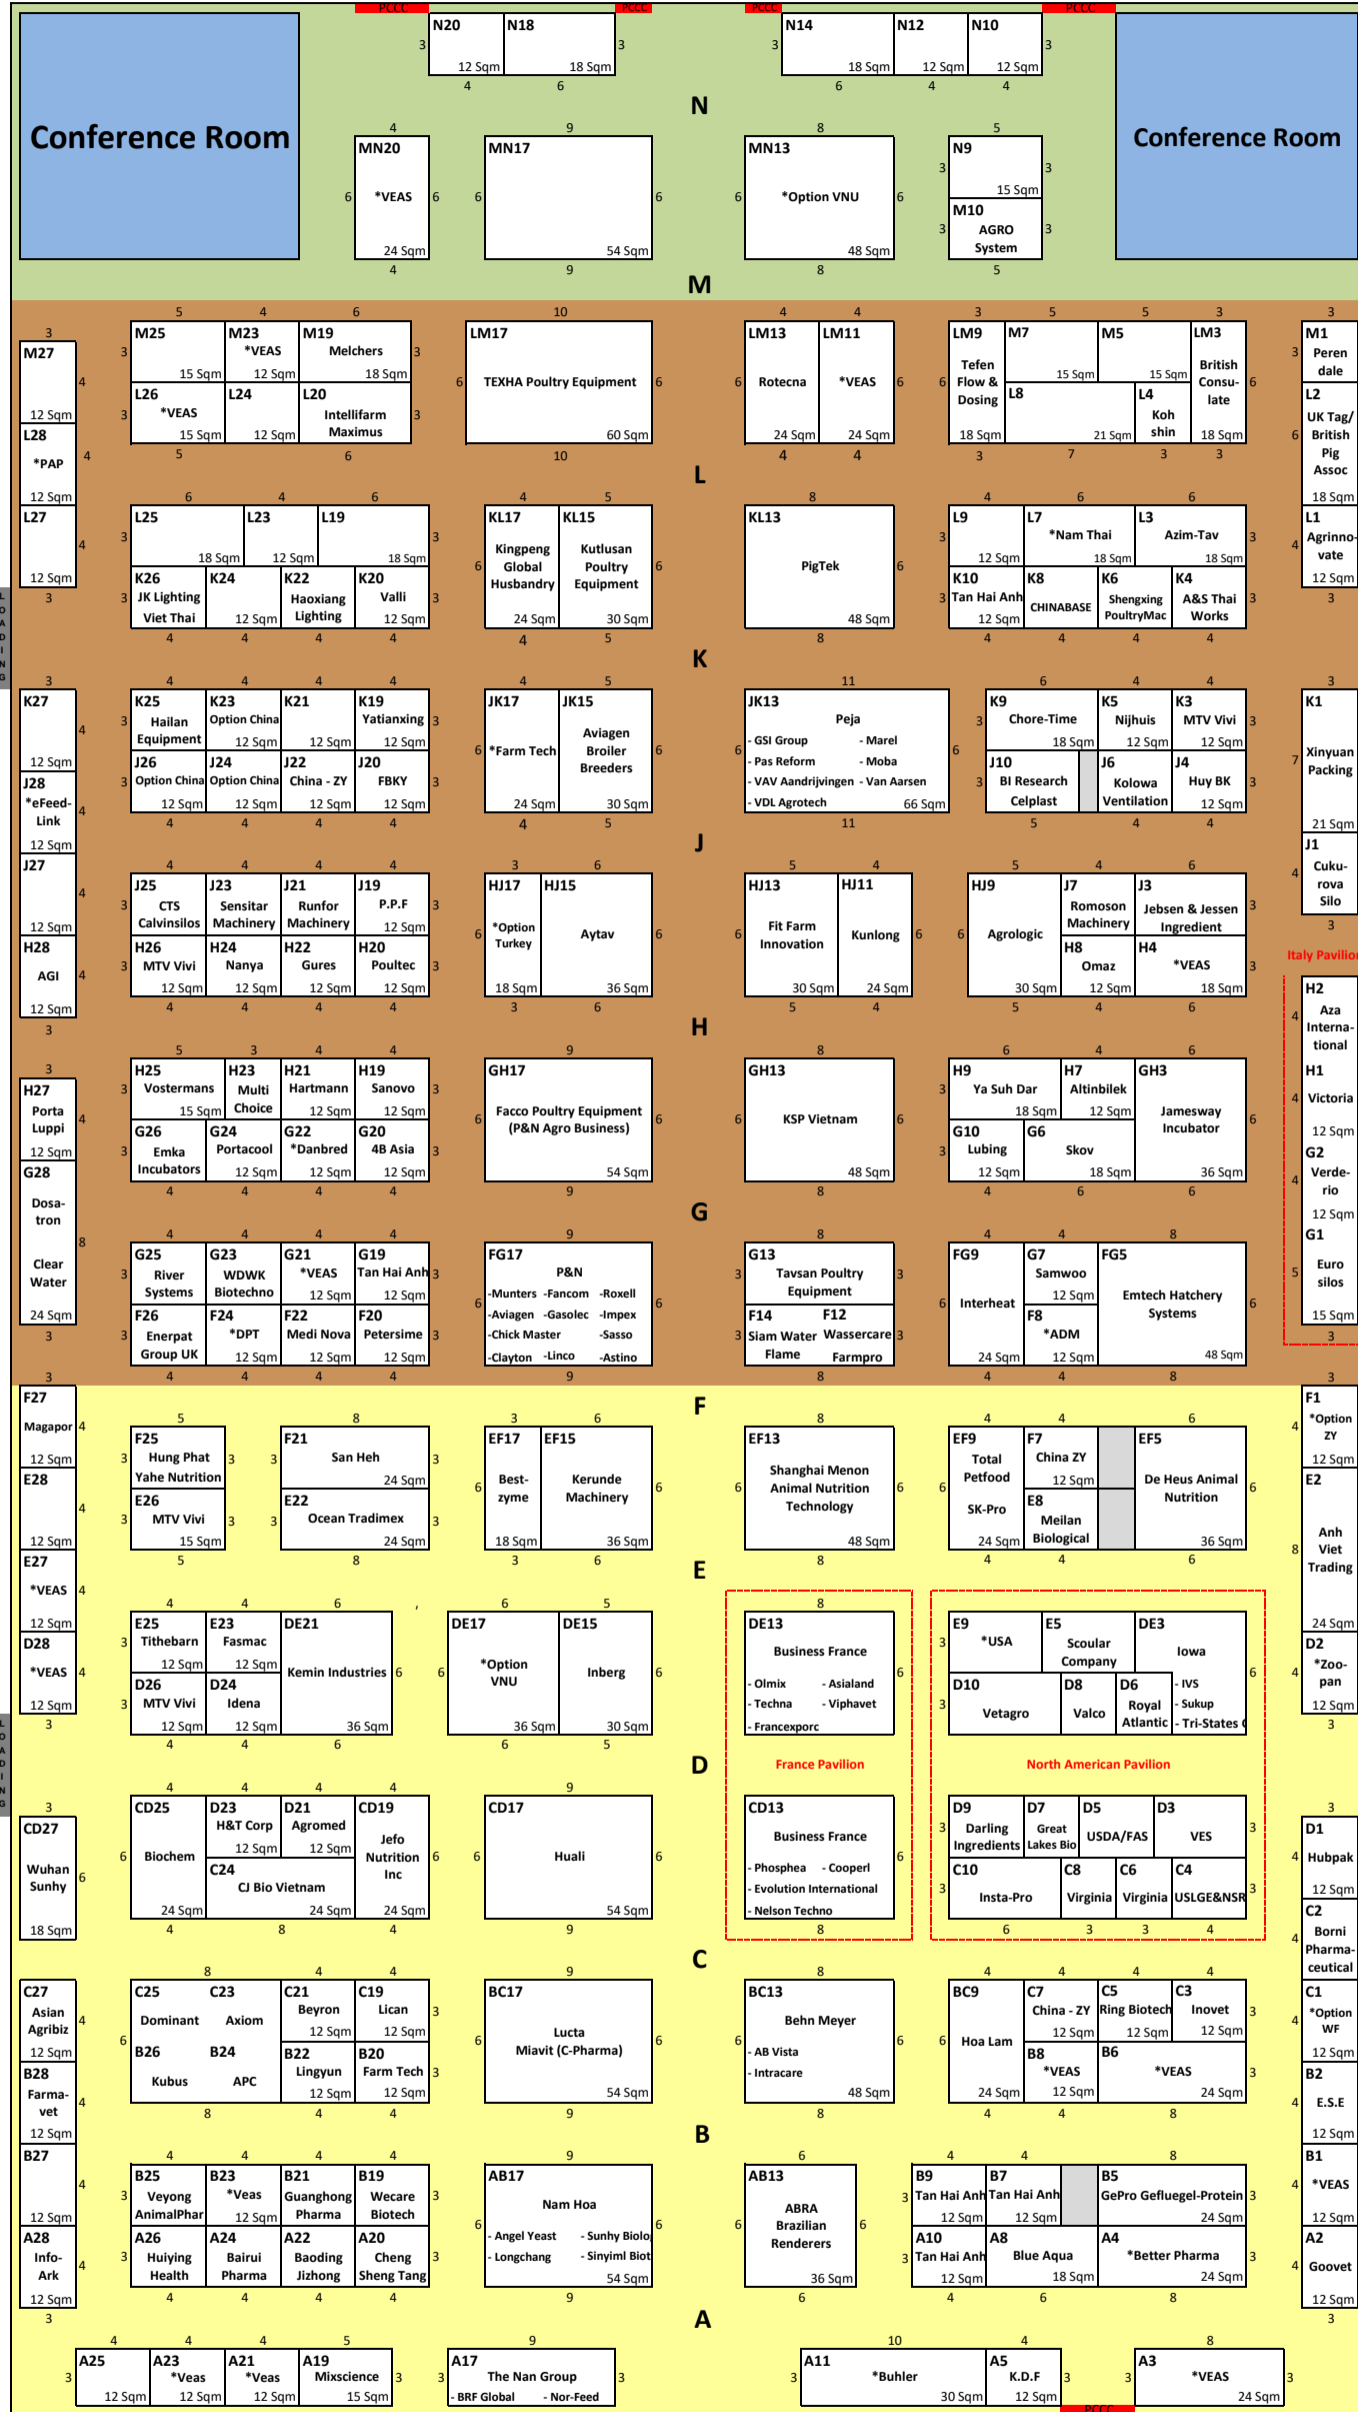 PCCC
PCCC
PCCC
PCCC
Conference Room
N20
N18
12 Sqm
18 Sqm
N14
N12
N10
18 Sqm
12 Sqm
12 Sqm
Conference Room
3
3
3
3
4
6
6
4
4
N
4
9
8
5
MN20
*VEAS
24 Sqm
MN17
54 Sqm
MN13
*Option VNU
48 Sqm
N9
15 Sqm
M10
AGRO
System
6
6
6
6
6
6
3
3
3
3
4
9
8
5
M
M27
12 Sqm
L28
*PAP
12 Sqm
L27
12 Sqm
M25
15 Sqm
M23
*VEAS
12 Sqm
M19
Melchers
18 Sqm
L26
*VEAS
15 Sqm
L24
12 Sqm
L20
Intellifarm
Maximus
LM17
TEXHA Poultry Equipment
60 Sqm
LM13
Rotecna
24 Sqm
LM11
*VEAS
24 Sqm
LM9
Tefen
Flow &
Dosing
18 Sqm
M7
15 Sqm
M5
15 Sqm
LM3
British
Consu-
late
18 Sqm
L8
21 Sqm
L4
Koh
shin
M1
Peren
dale
L2
UK Tag/
British
Pig
Assoc
18 Sqm
L1
Agrinno-
vate
12 Sqm
L
L25
18 Sqm
L23
12 Sqm
L19
18 Sqm
K26
JK Lighting
Viet Thai
K24
12 Sqm
K22
Haoxiang
Lighting
K20
Valli
12 Sqm
KL17
Kingpeng
Global
Husbandry
24 Sqm
KL15
Kutlusan
Poultry
Equipment
30 Sqm
KL13
PigTek
48 Sqm
L9
12 Sqm
L7
*Nam Thai
18 Sqm
L3
Azim-Tav
18 Sqm
K10
Tan Hai Anh
12 Sqm
K8
CHINABASE
K6
Shengxing
PoultryMac
K4
A&S Thai
Works
LOADING
K
K27
12 Sqm
J28
*eFeed-
Link
12 Sqm
J27
12 Sqm
H28
AGI
12 Sqm
K25
Hailan
Equipment
K23
Option China
12 Sqm
K21
12 Sqm
K19
Yatianxing
12 Sqm
J26
Option China
12 Sqm
J24
Option China
12 Sqm
J22
China - ZY
12 Sqm
J20
FBKY
12 Sqm
JK17
*Farm Tech
24 Sqm
JK15
Aviagen
Broiler
Breeders
30 Sqm
JK13
Peja
- GSI Group - Marel
- Pas Reform - Moba
- VAV Aandrijvingen - Van Aarsen
- VDL Agrotech 66 Sqm
K9
Chore-Time
18 Sqm
K5
Nijhuis
12 Sqm
K3
MTV Vivi
12 Sqm
J10
BI Research
Celplast
J6
Kolowa
Ventilation
J4
Huy BK
12 Sqm
K1
Xinyuan
Packing
21 Sqm
J1
Cuku-
rova
Silo
J
J25
CTS
Calvinsilos
J23
Sensitar
Machinery
J21
Runfor
Machinery
J19
P.P.F
12 Sqm
H26
MTV Vivi
12 Sqm
H24
Nanya
12 Sqm
H22
Gures
12 Sqm
H20
Poultec
12 Sqm
HJ17
*Option
Turkey
18 Sqm
HJ15
Aytav
36 Sqm
HJ13
Fit Farm
Innovation
30 Sqm
HJ11
Kunlong
24 Sqm
HJ9
Agrologic
30 Sqm
J7
Romoson
Machinery
J3
Jebsen & Jessen
Ingredient
H8
Omaz
12 Sqm
H4
*VEAS
18 Sqm
Italy Pavilion
H2
Aza
Interna-
tional
H1
Victoria
12 Sqm
G2
Verde-
rio
12 Sqm
G1
Euro
silos
15 Sqm
H
H27
Porta
Luppi
12 Sqm
G28
Dosa-
tron
Clear
Water
24 Sqm
H25
Vostermans
15 Sqm
H23
Multi
Choice
H21
Hartmann
12 Sqm
H19
Sanovo
12 Sqm
G26
Emka
Incubators
G24
Portacool
12 Sqm
G22
*Danbred
12 Sqm
G20
4B Asia
12 Sqm
GH17
Facco Poultry Equipment
(P&N Agro Business)
54 Sqm
GH13
KSP Vietnam
48 Sqm
H9
Ya Suh Dar
18 Sqm
H7
Altinbilek
12 Sqm
GH3
Jamesway
Incubator
36 Sqm
G10
Lubing
12 Sqm
G6
Skov
18 Sqm
G
G25
River
Systems
G23
WDWK
Biotechno
G21
*VEAS
12 Sqm
G19
Tan Hai Anh
12 Sqm
F26
Enerpat
Group UK
F24
*DPT
12 Sqm
F22
Medi Nova
12 Sqm
F20
Petersime
12 Sqm
FG17
P&N
-Munters -Fancom -Roxell
-Aviagen -Gasolec -Impex
-Chick Master -Sasso
-Clayton -Linco -Astino
G13
Tavsan Poultry
Equipment
F14
Siam Water
Flame
F12
Wassercare
Farmpro
FG9
Interheat
24 Sqm
G7
Samwoo
12 Sqm
F8
*ADM
12 Sqm
FG5
Emtech Hatchery
Systems
48 Sqm
F
F27
Magapor
12 Sqm
E28
12 Sqm
E27
*VEAS
12 Sqm
D28
*VEAS
12 Sqm
F25
Hung Phat
Yahe Nutrition
E26
MTV Vivi
15 Sqm
F21
San Heh
24 Sqm
E22
Ocean Tradimex
24 Sqm
EF17
Best-
zyme
18 Sqm
EF15
Kerunde
Machinery
36 Sqm
EF13
Shanghai Menon
Animal Nutrition
Technology
48 Sqm
EF9
Total
Petfood
SK-Pro
24 Sqm
F7
China ZY
12 Sqm
E8
Meilan
Biological
EF5
De Heus Animal
Nutrition
36 Sqm
F1
*Option
ZY
12 Sqm
E2
Anh
Viet
Trading
24 Sqm
D2
*Zoo-
pan
12 Sqm
E
E25
Tithebarn
12 Sqm
E23
Fasmac
12 Sqm
DE21
Kemin Industries
36 Sqm
D26
MTV Vivi
12 Sqm
D24
Idena
12 Sqm
DE17
*Option
VNU
36 Sqm
DE15
Inberg
30 Sqm
DE13
Business France
- Olmix - Asialand
- Techna - Viphavet
- Francexporc
E9
*USA
E5
Scoular
Company
DE3
Iowa
- IVS
- Sukup
- Tri-States
D10
Vetagro
D8
Valco
D6
Royal
Atlantic
LOADING
D
France Pavilion
North American Pavilion
CD27
Wuhan
Sunhy
18 Sqm
CD25
Biochem
24 Sqm
D23
H&T Corp
12 Sqm
D21
Agromed
12 Sqm
CD19
Jefo
Nutrition
Inc
24 Sqm
C24
CJ Bio Vietnam
24 Sqm
CD17
Huali
54 Sqm
CD13
Business France
- Phosphea - Cooperl
- Evolution International
- Nelson Techno
D9
Darling
Ingredients
D7
Great
Lakes Bio
D5
USDA/FAS
D3
VES
C10
Insta-Pro
C8
Virginia
C6
Virginia
C4
USLGE&NSR
D1
Hubpak
12 Sqm
C2
Borni
Pharma-
ceutical
C1
*Option
WF
12 Sqm
B2
E.S.E
12 Sqm
B1
*VEAS
12 Sqm
A2
Goovet
12 Sqm
C
C27
Asian
Agribiz
12 Sqm
B28
Farma-
vet
12 Sqm
B27
12 Sqm
A28
Info-
Ark
12 Sqm
C25
Dominant
C23
Axiom
B26
Kubus
B24
APC
C21
Beyron
12 Sqm
C19
Lican
12 Sqm
B22
Lingyun
12 Sqm
B20
Farm Tech
12 Sqm
BC17
Lucta
Miavit (C-Pharma)
54 Sqm
BC13
Behn Meyer
- AB Vista
- Intracare
48 Sqm
BC9
Hoa Lam
24 Sqm
C7
China - ZY
12 Sqm
C5
Ring Biotech
12 Sqm
C3
Inovet
12 Sqm
B8
*VEAS
12 Sqm
B6
*VEAS
24 Sqm
B
B25
Veyong
AnimalPhar
B23
*Veas
12 Sqm
B21
Guanghong
Pharma
B19
Wecare
Biotech
A26
Huiying
Health
A24
Bairui
Pharma
A22
Baoding
Jizhong
A20
Cheng
Sheng Tang
AB17
Nam Hoa
- Angel Yeast - Sunhy Biolo
- Longchang - Sinyiml Biot
54 Sqm
AB13
ABRA
Brazilian
Renderers
36 Sqm
B9
Tan Hai Anh
12 Sqm
B7
Tan Hai Anh
12 Sqm
B5
GePro Gefluegel-Protein
24 Sqm
A10
Tan Hai Anh
12 Sqm
A8
Blue Aqua
18 Sqm
A4
*Better Pharma
24 Sqm
A
A25
12 Sqm
A23
*Veas
12 Sqm
A21
*Veas
12 Sqm
A19
Mixscience
15 Sqm
A17
The Nan Group
- BRF Global - Nor-Feed
A11
*Buhler
30 Sqm
A5
K.D.F
12 Sqm
A3
*VEAS
24 Sqm
PCCC